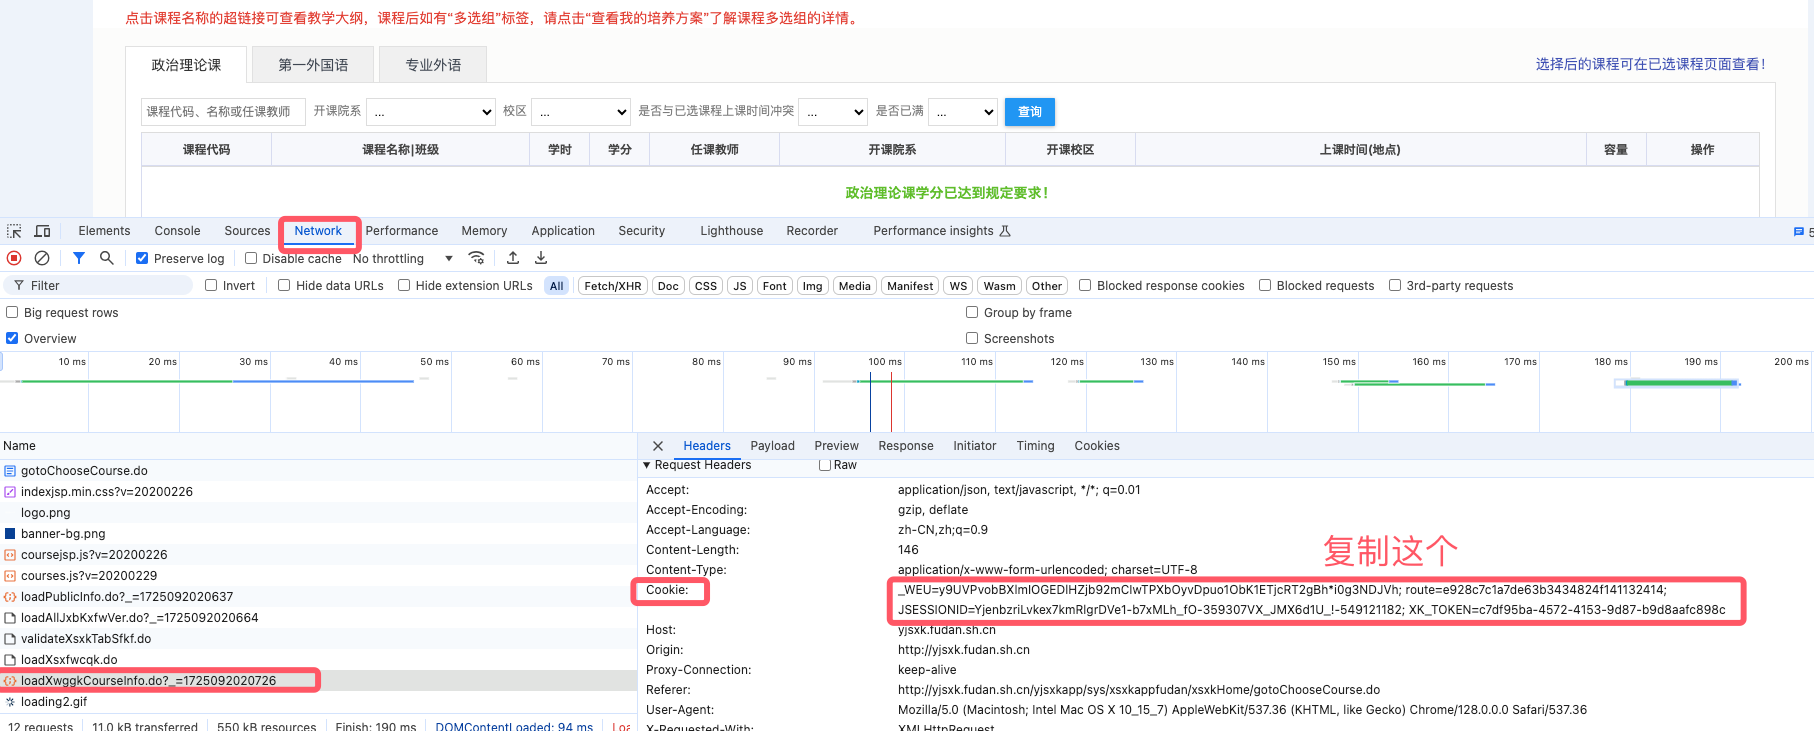 点击课程名称的超链接可查看教学大纲，课程后如有“多选组”标签，请点击“查看我的培养方案”了解课程多选组的详情。
政治理论课 第一外国语 专业外语 选择后的课程可在已选课程页面查看!
课程代码、名称或任课教师 开课院系 ... 校区 ... 是否与已选课程上课时间冲突 ... 是否已满 ... 查询
课程代码 课程名称|班级 学时 学分 任课教师 开课院系 开课校区 上课时间(地点) 容量 操作
政治理论课学分已达到规定要求!
Elements Console Sources Network Performance Memory Application Security Lighthouse Recorder Performance insights 5
Preserve log Disable cache No throttling
Filter Invert Hide data URLs Hide extension URLs All Fetch/XHR Doc CSS JS Font Img Media Manifest WS Wasm Other Blocked response cookies Blocked requests 3rd-party requests
Big request rows Group by frame
Overview Screenshots
10 ms 20 ms 30 ms 40 ms 50 ms 60 ms 70 ms 80 ms 90 ms 100 ms 110 ms 120 ms 130 ms 140 ms 150 ms 160 ms 170 ms 180 ms 190 ms 200 ms
Name
gotoChooseCourse.do
indexjsp.min.css?v=20200226
logo.png
banner-bg.png
coursejsp.js?v=20200226
courses.js?v=20200229
loadPublicInfo.do?_=1725092020637
loadAllJxbKxfwVer.do?_=1725092020664
validateXsxkTabSfkf.do
loadXsxfwcqk.do
loadXwggkCourseInfo.do?_=1725092020726
loading2.gif
12 requests 11.0 kB transferred 550 kB resources Finish: 190 ms DOMContentLoaded: 94 ms Loa
Headers Payload Preview Response Initiator Timing Cookies
Request Headers Raw
Accept: application/json, text/javascript, */*; q=0.01
Accept-Encoding: gzip, deflate
Accept-Language: zh-CN,zh;q=0.9
Content-Length: 146
复制这个
Content-Type: application/x-www-form-urlencoded; charset=UTF-8
Cookie: _WEU=y9UVPvobBXlmIOGEDlHZjb92mClwTPXbOyvDpuo1ObK1ETjcRT2gBh*i0g3NDJVh; route=e928c7c1a7de63b3434824f141132414;
JSESSIONID=YjenbzriLvkex7kmRlgrDVe1-b7xMLh_fO-359307VX_JMX6d1U_!-549121182; XK_TOKEN=c7df95ba-4572-4153-9d87-b9d8aafc898c
Host: yjsxk.fudan.sh.cn
Origin: http://yjsxk.fudan.sh.cn
Proxy-Connection: keep-alive
Referer: http://yjsxk.fudan.sh.cn/yjsxkapp/sys/xsxkappfudan/xsxkHome/gotoChooseCourse.do
User-Agent: Mozilla/5.0 (Macintosh; Intel Mac OS X 10_15_7) AppleWebKit/537.36 (KHTML, like Gecko) Chrome/128.0.0.0 Safari/537.36
X-Requested-With: XMLHttpRequest